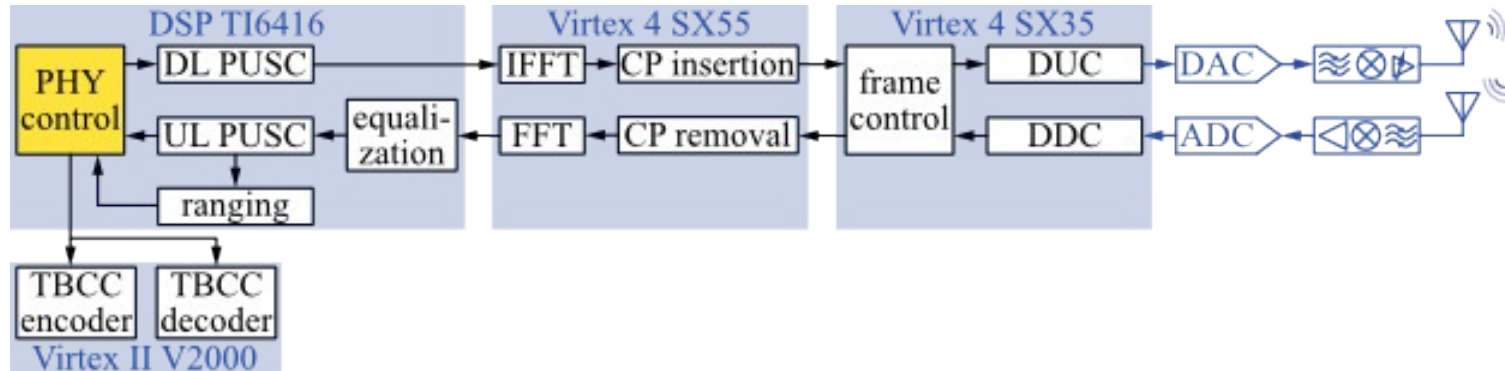 DSP TI6416
Virtex 4 SX55
Virtex 4 SX35
PHY
control
DL PUSC
IFFT
CP insertion
frame
control
DUC
DAC
UL PUSC
equali-
zation
FFT
CP removal
DDC
ADC
ranging
TBCC
encoder
TBCC
decoder
Virtex II V2000